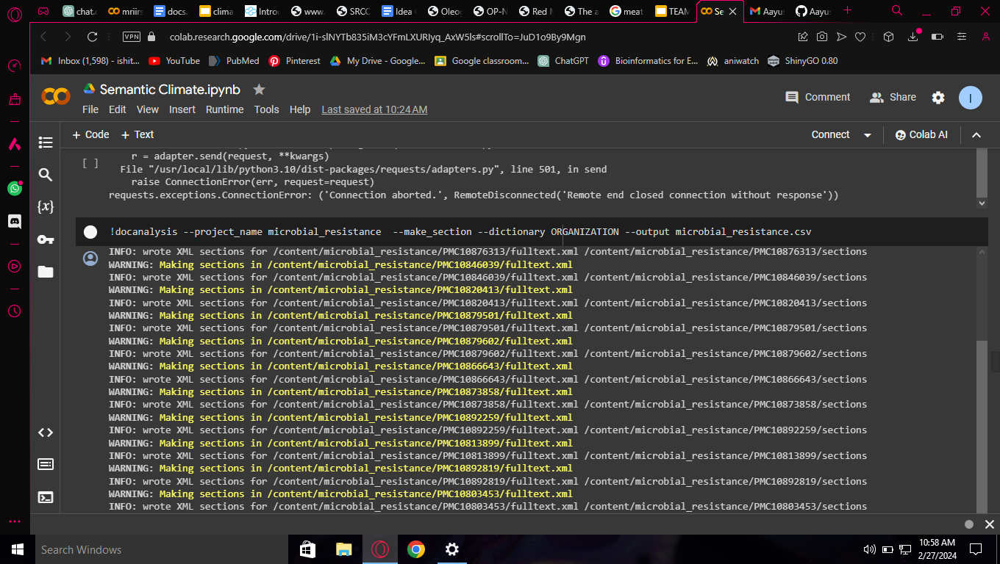 chat.c
mriirs
docs.
clima
Introd
www.
SRCC
Idea
Oleog
OP-N
Red M
The a
meat
TEAM
Se
Aayus
Aayus
VPN
colab.research.google.com/drive/1i-slNYTb835iM3cYFmLXURIyq_AxW5ls#scrollTo=JuD1o9By9Mgn
Inbox (1,598) - ishit...
YouTube
PubMed
Pinterest
My Drive - Google...
Google classroom...
ChatGPT
Bioinformatics for E...
aniwatch
ShinyGO 0.80
Semantic Climate.ipynb
Comment
Share
I
File Edit View Insert Runtime Tools Help Last saved at 10:24 AM
+ Code + Text
Connect
Colab AI
r = adapter.send(request, **kwargs)
[ ]
File "/usr/local/lib/python3.10/dist-packages/requests/adapters.py", line 501, in send
raise ConnectionError(err, request=request)
requests.exceptions.ConnectionError: ('Connection aborted.', RemoteDisconnected('Remote end closed connection without response'))
!docanalysis --project_name microbial_resistance --make_section --dictionary ORGANIZATION --output microbial_resistance.csv
INFO: wrote XML sections for /content/microbial_resistance/PMC10876313/fulltext.xml /content/microbial_resistance/PMC10876313/sections
WARNING: Making sections in /content/microbial_resistance/PMC10846039/fulltext.xml
INFO: wrote XML sections for /content/microbial_resistance/PMC10846039/fulltext.xml /content/microbial_resistance/PMC10846039/sections
WARNING: Making sections in /content/microbial_resistance/PMC10820413/fulltext.xml
INFO: wrote XML sections for /content/microbial_resistance/PMC10820413/fulltext.xml /content/microbial_resistance/PMC10820413/sections
WARNING: Making sections in /content/microbial_resistance/PMC10879501/fulltext.xml
INFO: wrote XML sections for /content/microbial_resistance/PMC10879501/fulltext.xml /content/microbial_resistance/PMC10879501/sections
WARNING: Making sections in /content/microbial_resistance/PMC10879602/fulltext.xml
INFO: wrote XML sections for /content/microbial_resistance/PMC10879602/fulltext.xml /content/microbial_resistance/PMC10879602/sections
WARNING: Making sections in /content/microbial_resistance/PMC10866643/fulltext.xml
INFO: wrote XML sections for /content/microbial_resistance/PMC10866643/fulltext.xml /content/microbial_resistance/PMC10866643/sections
WARNING: Making sections in /content/microbial_resistance/PMC10873858/fulltext.xml
INFO: wrote XML sections for /content/microbial_resistance/PMC10873858/fulltext.xml /content/microbial_resistance/PMC10873858/sections
WARNING: Making sections in /content/microbial_resistance/PMC10892259/fulltext.xml
INFO: wrote XML sections for /content/microbial_resistance/PMC10892259/fulltext.xml /content/microbial_resistance/PMC10892259/sections
WARNING: Making sections in /content/microbial_resistance/PMC10813899/fulltext.xml
INFO: wrote XML sections for /content/microbial_resistance/PMC10813899/fulltext.xml /content/microbial_resistance/PMC10813899/sections
WARNING: Making sections in /content/microbial_resistance/PMC10892819/fulltext.xml
INFO: wrote XML sections for /content/microbial_resistance/PMC10892819/fulltext.xml /content/microbial_resistance/PMC10892819/sections
WARNING: Making sections in /content/microbial_resistance/PMC10803453/fulltext.xml
INFO: wrote XML sections for /content/microbial_resistance/PMC10803453/fulltext.xml /content/microbial_resistance/PMC10803453/sections
Search Windows
10:58 AM
2/27/2024